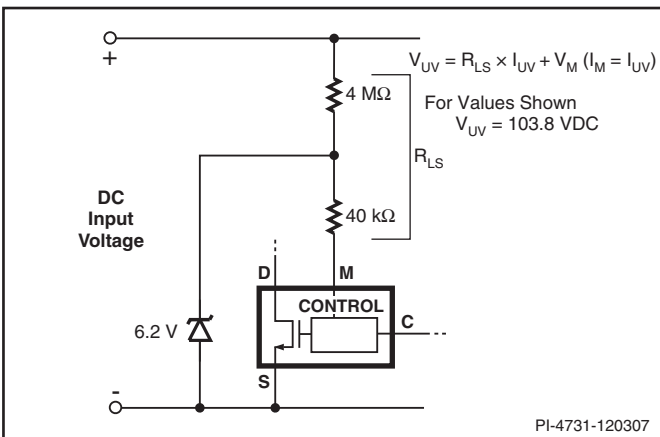 +
V_UV = R_LS × I_UV + V_M (I_M = I_UV)
4 MΩ
For Values Shown
V_UV = 103.8 VDC
R_LS
DC
Input
Voltage
40 kΩ
D
M
CONTROL
C
6.2 V
S
-
PI-4731-120307